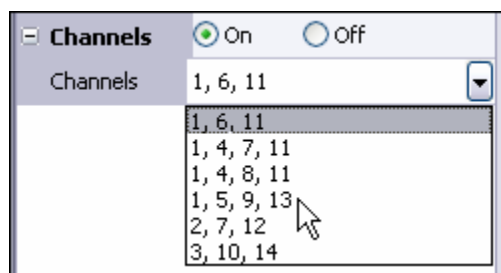 Channels On Off
Channels 1, 6, 11
1, 6, 11
1, 4, 7, 11
1, 4, 8, 11
1, 5, 9, 13
2, 7, 12
3, 10, 14